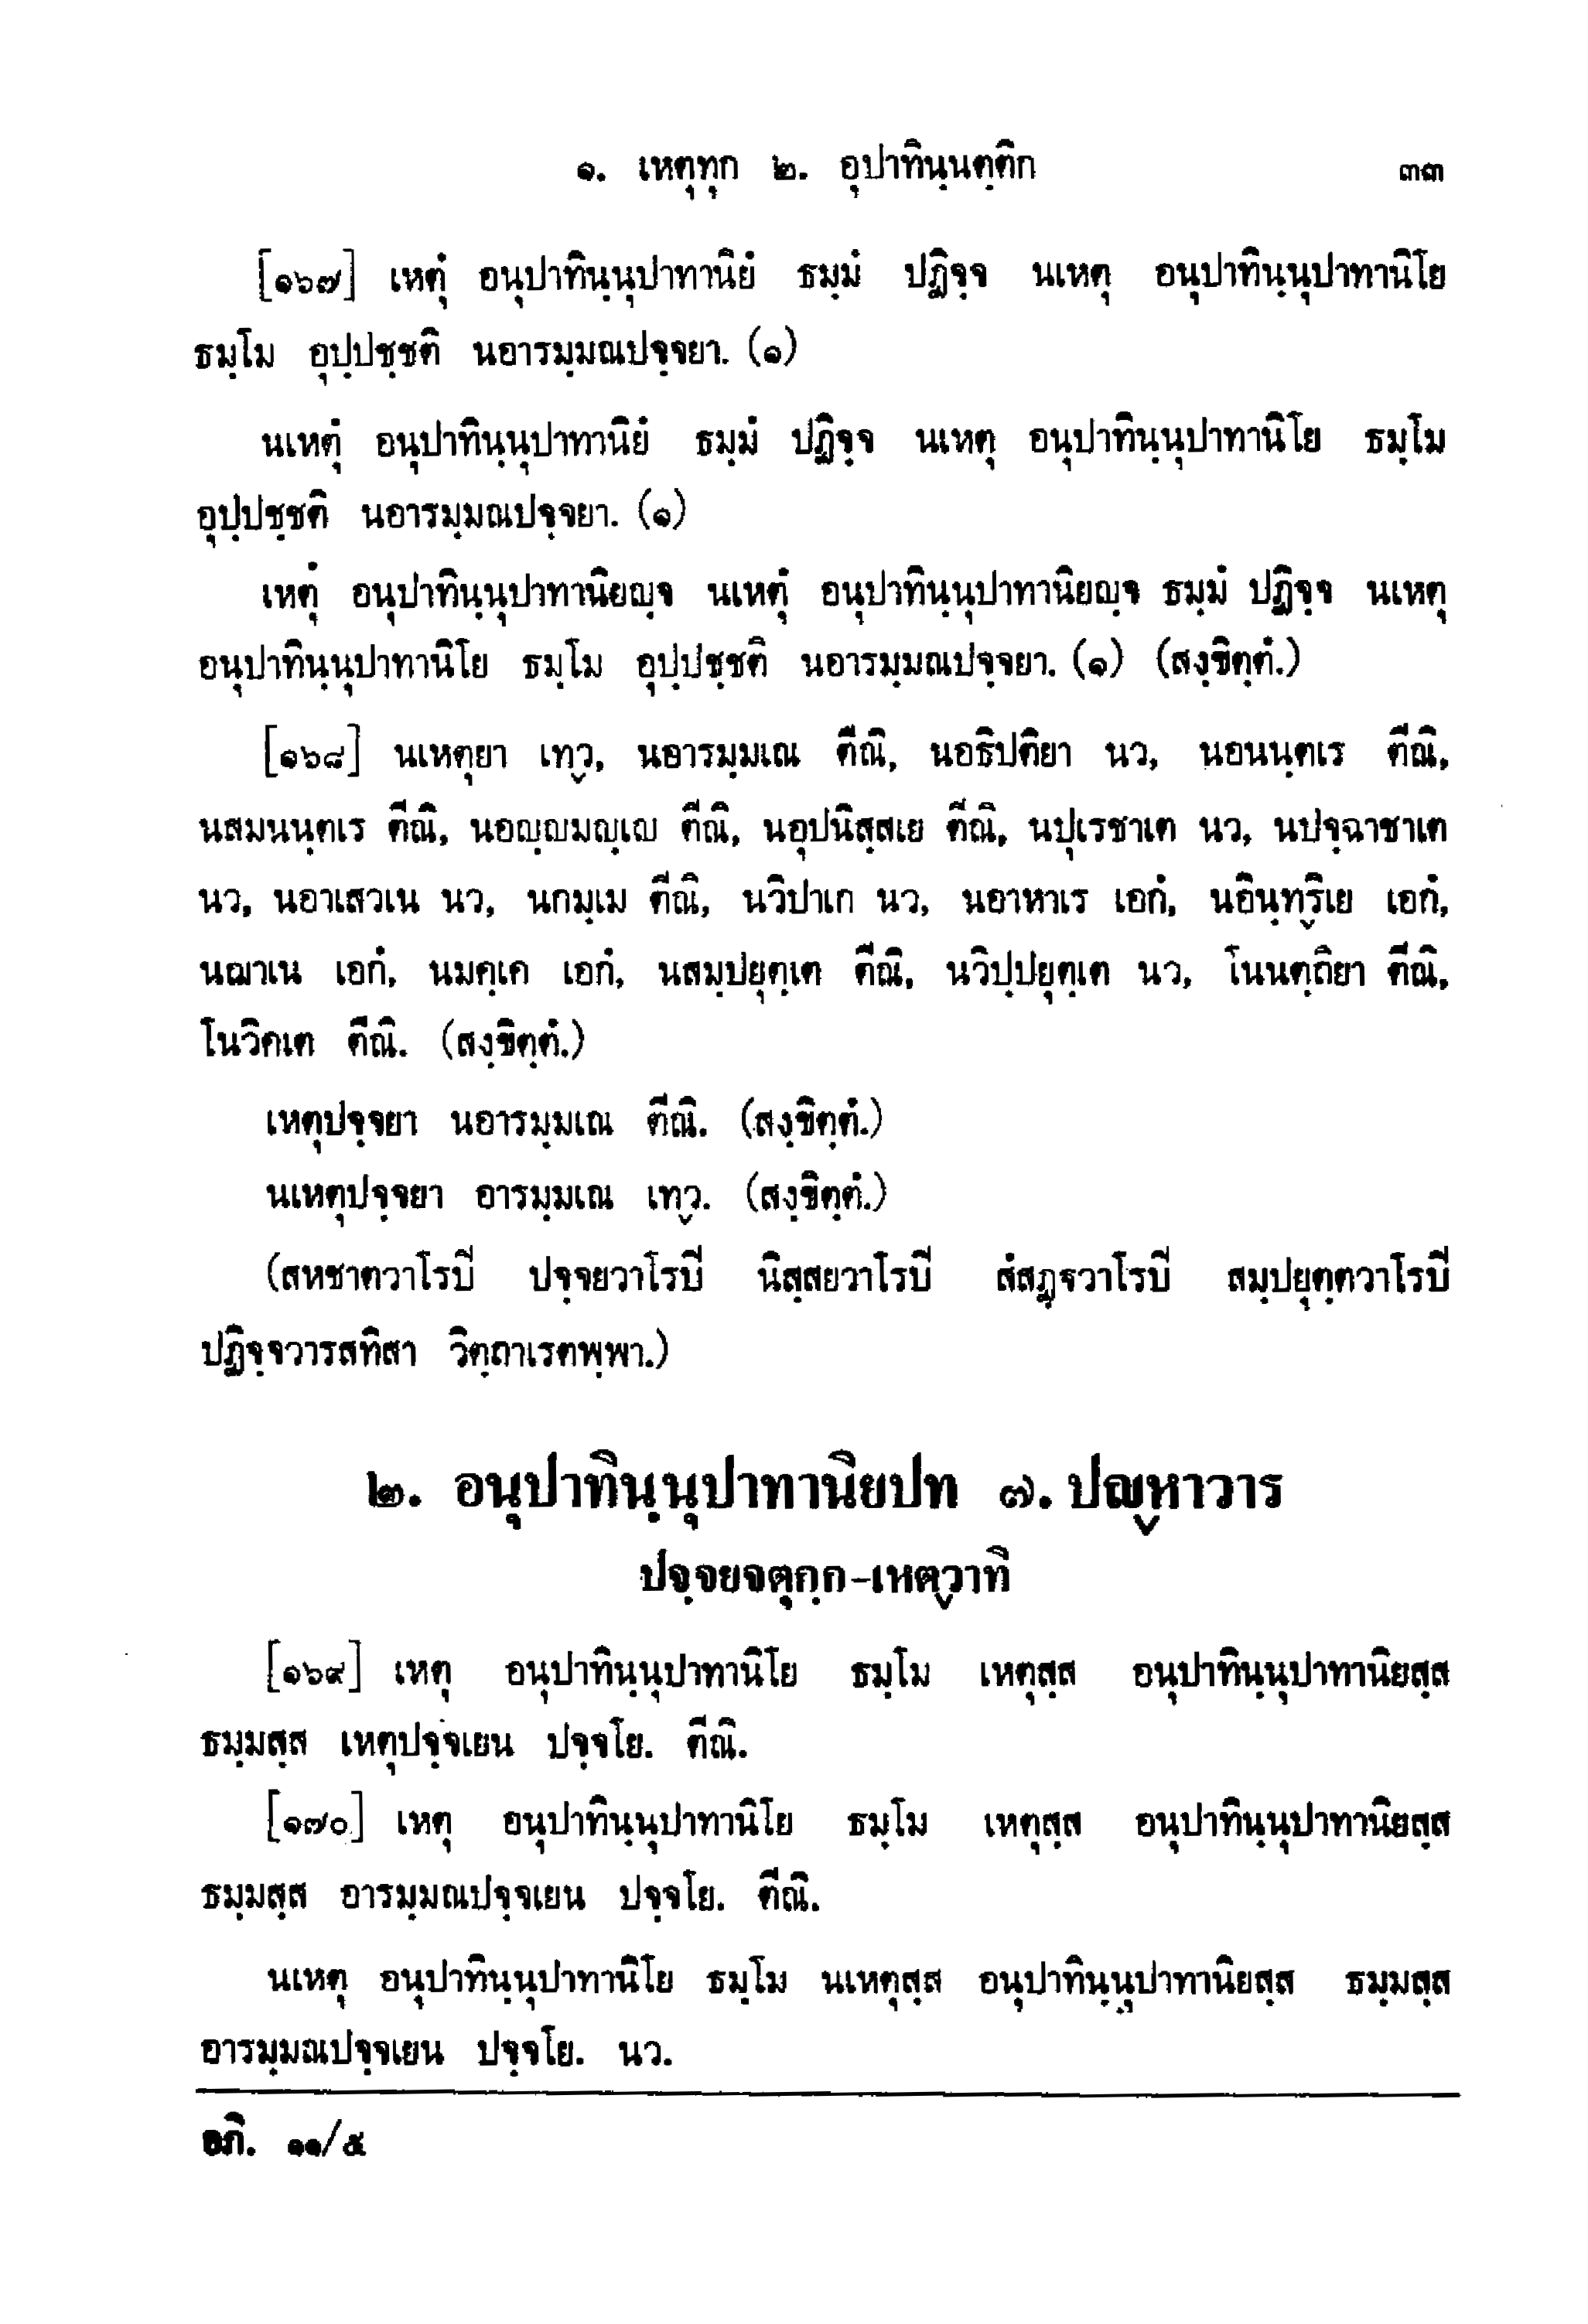 ๑. เหตุทุก ๒. อุปาทินฺนตฺติก ๓๓
[๑๖๗] เหตุํ อนุปาทินฺนุปาทานิยํ ธมฺมํ ปฏิจฺจ นเหตุ อนุปาทินฺนุปาทานิโย
ธมฺโม อุปฺปชฺชติ นอารมฺมณปจฺจยา. (๑)
นเหตุํ อนุปาทินฺนุปาทานิยํ ธมฺมํ ปฏิจฺจ นเหตุ อนุปาทินฺนุปาทานิโย ธมฺโม
อุปฺปชฺชติ นอารมฺมณปจฺจยา. (๑)
เหตุํ อนุปาทินฺนุปาทานิยญฺจ นเหตุํ อนุปาทินฺนุปาทานิยญฺจ ธมฺมํ ปฏิจฺจ นเหตุ
อนุปาทินฺนุปาทานิโย ธมฺโม อุปฺปชฺชติ นอารมฺมณปจฺจยา. (๑) (สงฺขิตฺตํ.)
[๑๖๘] นเหตุยา เทฺว, นอารมฺมเณ ตีณิ, นอธิปติยา นว, นอนนฺตเร ตีณิ,
นสมนนฺตเร ตีณิ, นอญฺญมญฺเญ ตีณิ, นอุปนิสฺสเย ตีณิ, นปุเรชาเต นว, นปจฺฉาชาเต
นว, นอาเสวเน นว, นกมฺเม ตีณิ, นวิปาเก นว, นอาหาเร เอกํ, นอินฺทฺริเย เอกํ,
นฌาเน เอกํ, นมคฺเค เอกํ, นสมฺปยุตฺเต ตีณิ, นวิปฺปยุตฺเต นว, โนนตฺถิยา ตีณิ,
โนวิคเต ตีณิ. (สงฺขิตฺตํ.)
เหตุปจฺจยา นอารมฺมเณ ตีณิ. (สงฺขิตฺตํ.)
นเหตุปจฺจยา อารมฺมเณ เทฺว. (สงฺขิตฺตํ.)
(สหชาตวาโรปี ปจฺจยวาโรปี นิสฺสยวาโรปี สํสฏฺฐวาโรปี สมฺปยุตฺตวาโรปี
ปฏิจฺจวารสทิสา วิตฺถาเรตพฺพา.)
๒. อนุปาทินฺนุปาทานิยปท ๗. ปญฺหาวาร
ปจฺจยจตุกฺก-เหตฺวาทิ
[๑๖๙] เหตุ อนุปาทินฺนุปาทานิโย ธมฺโม เหตุสฺส อนุปาทินฺนุปาทานิยสฺส
ธมฺมสฺส เหตุปจฺจเยน ปจฺจโย. ตีณิ.
[๑๗๐] เหตุ อนุปาทินฺนุปาทานิโย ธมฺโม เหตุสฺส อนุปาทินฺนุปาทานิยสฺส
ธมฺมสฺส อารมฺมณปจฺจเยน ปจฺจโย. ตีณิ.
นเหตุ อนุปาทินฺนุปาทานิโย ธมฺโม นเหตุสฺส อนุปาทินฺนุปาทานิยสฺส ธมฺมสฺส
อารมฺมณปจฺจเยน ปจฺจโย. นว.
อภิ. ๑๑/๕